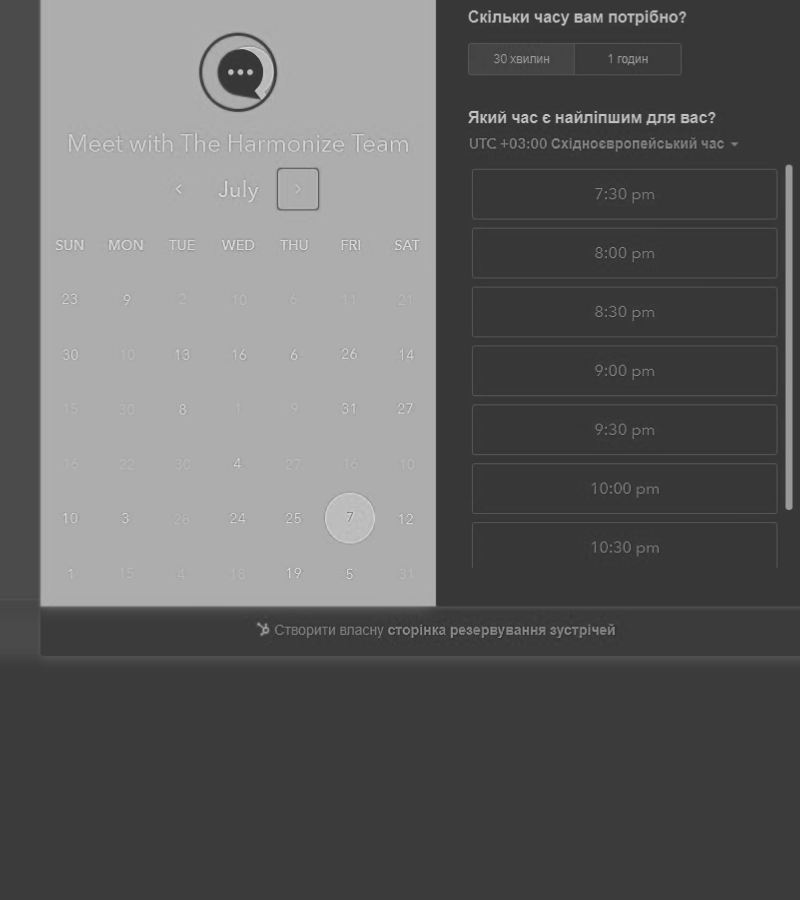 Meet with The Harmonize Team
July
SUN MON TUE WED THU FRI SAT
23 9 2 10 6 11 21
30 10 13 16 6 26 14
15 30 8 1 9 31 27
16 22 30 4 27 16 10
10 3 28 24 25 7 12
1 15 4 18 19 5 31
Скільки часу вам потрібно?
30 хвилин 1 годин
Який час є найліпшим для вас?
UTC +03:00 Східноєвропейський час
7:30 pm
8:00 pm
8:30 pm
9:00 pm
9:30 pm
10:00 pm
10:30 pm
Створити власну сторінка резервування зустрічей